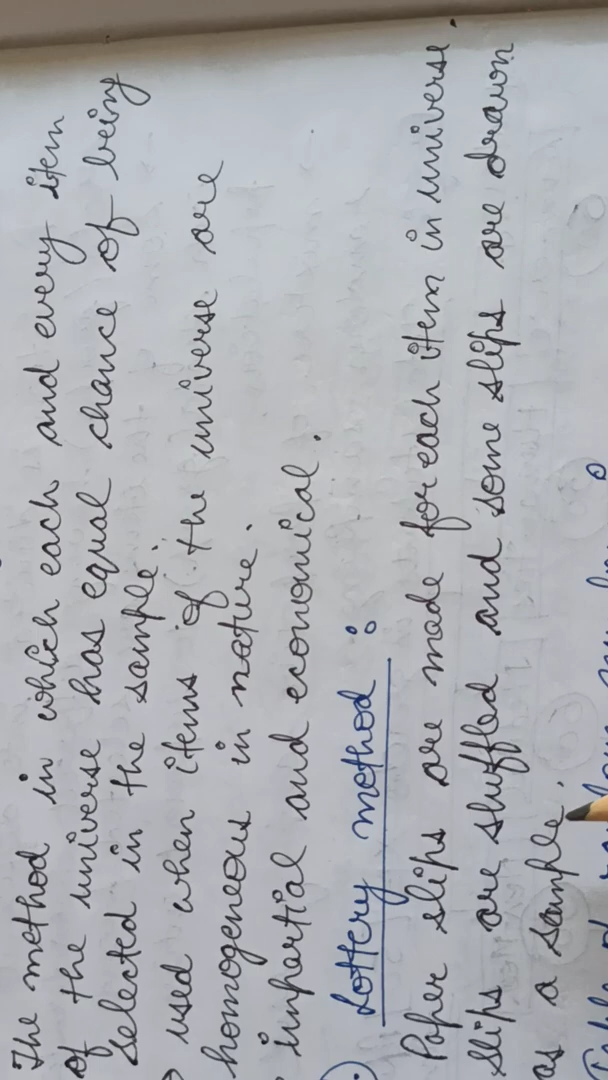 The method in which each and every item
of the universe has equal chance of being
selected in the sample.
→ used when items of the universe are
homogeneous in nature.
impartial and economical.
Lottery method :
Paper slips are made for each item in universe.
slips are shuffled and some slips are drawn
as a sample.